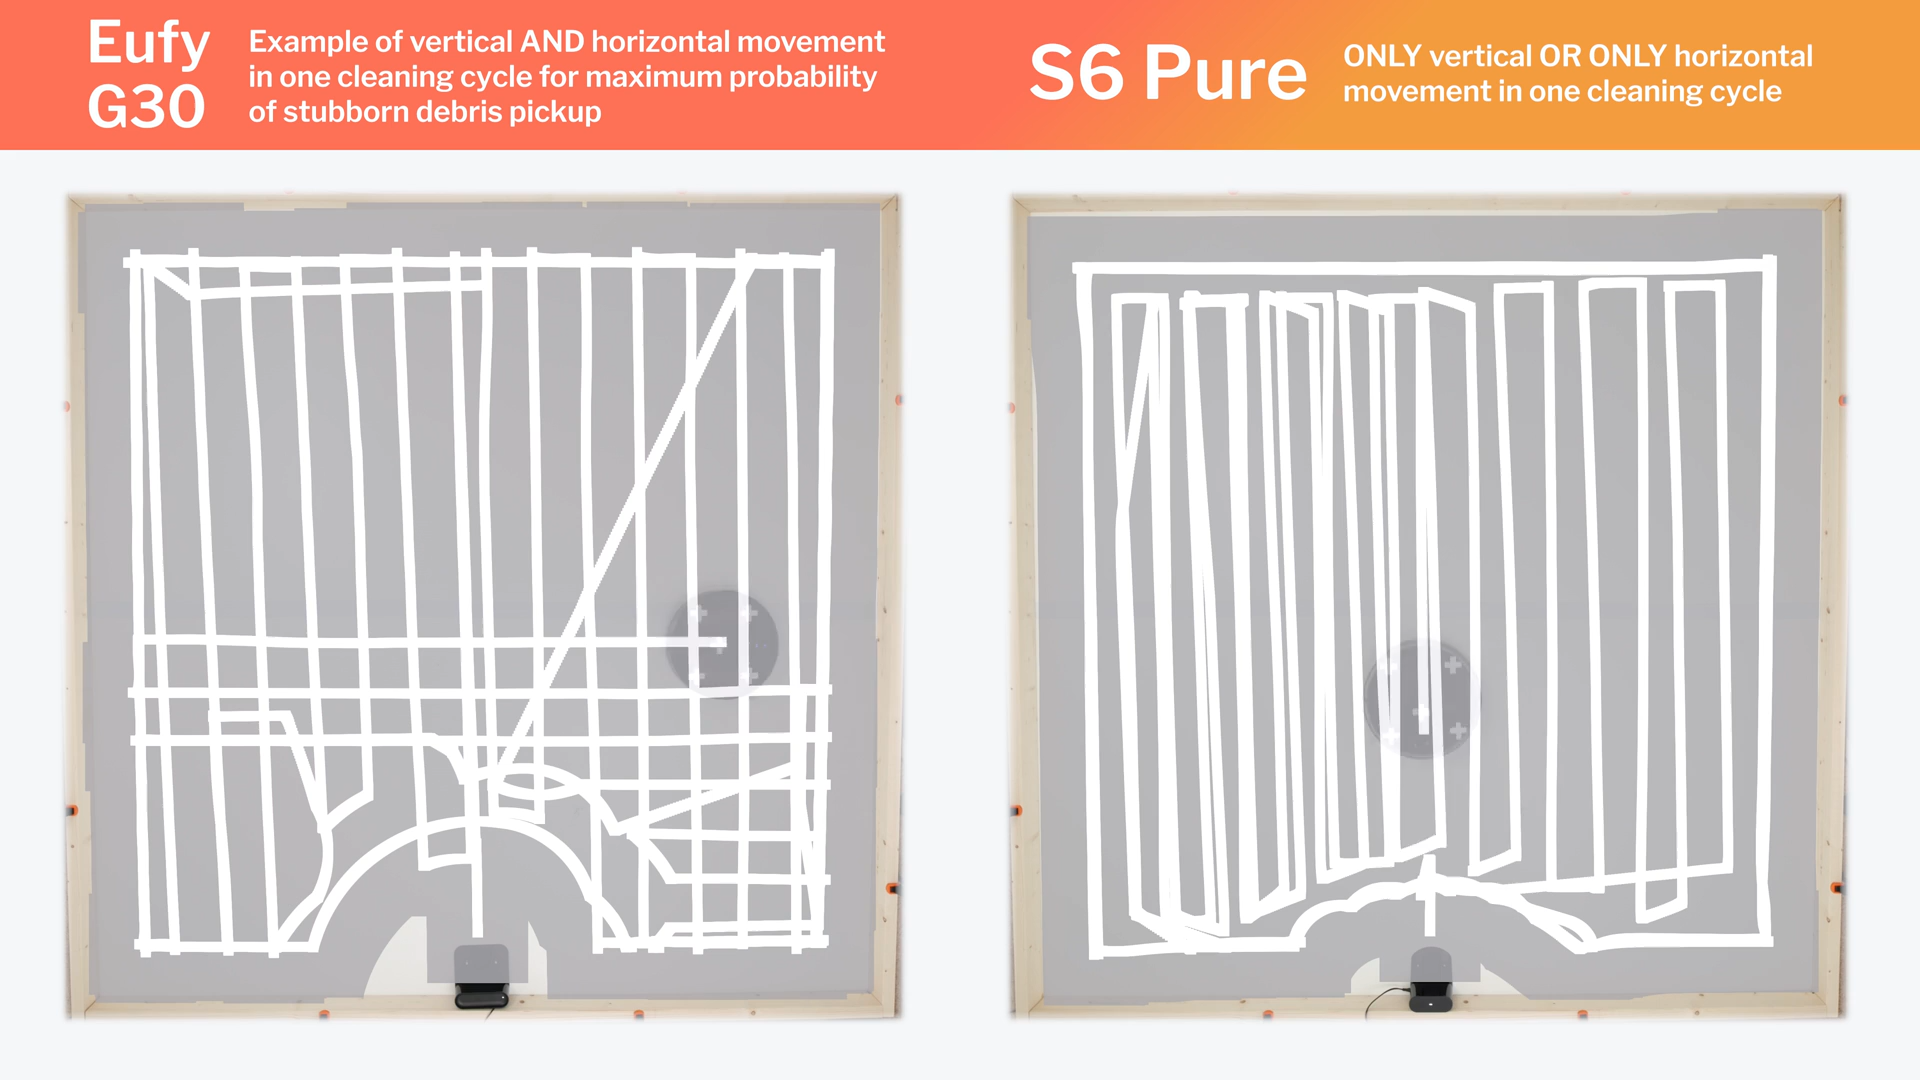 Eufy
G30
Example of vertical AND horizontal movement
in one cleaning cycle for maximum probability
of stubborn debris pickup
S6 Pure
ONLY vertical OR ONLY horizontal
movement in one cleaning cycle